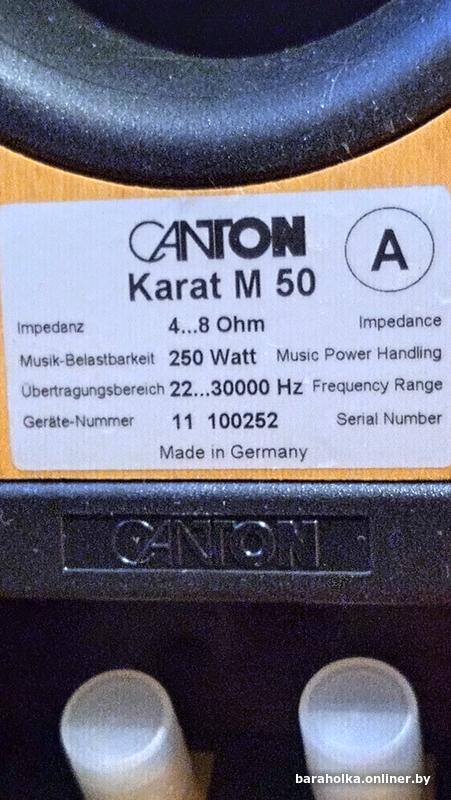 CANTON
A
Karat M 50
Impedanz 4...8 Ohm Impedance
Musik-Belastbarkeit 250 Watt Music Power Handling
Übertragungsbereich 22...30000 Hz Frequency Range
Geräte-Nummer 11 100252 Serial Number
Made in Germany
CANTON
baraholka.onliner.by